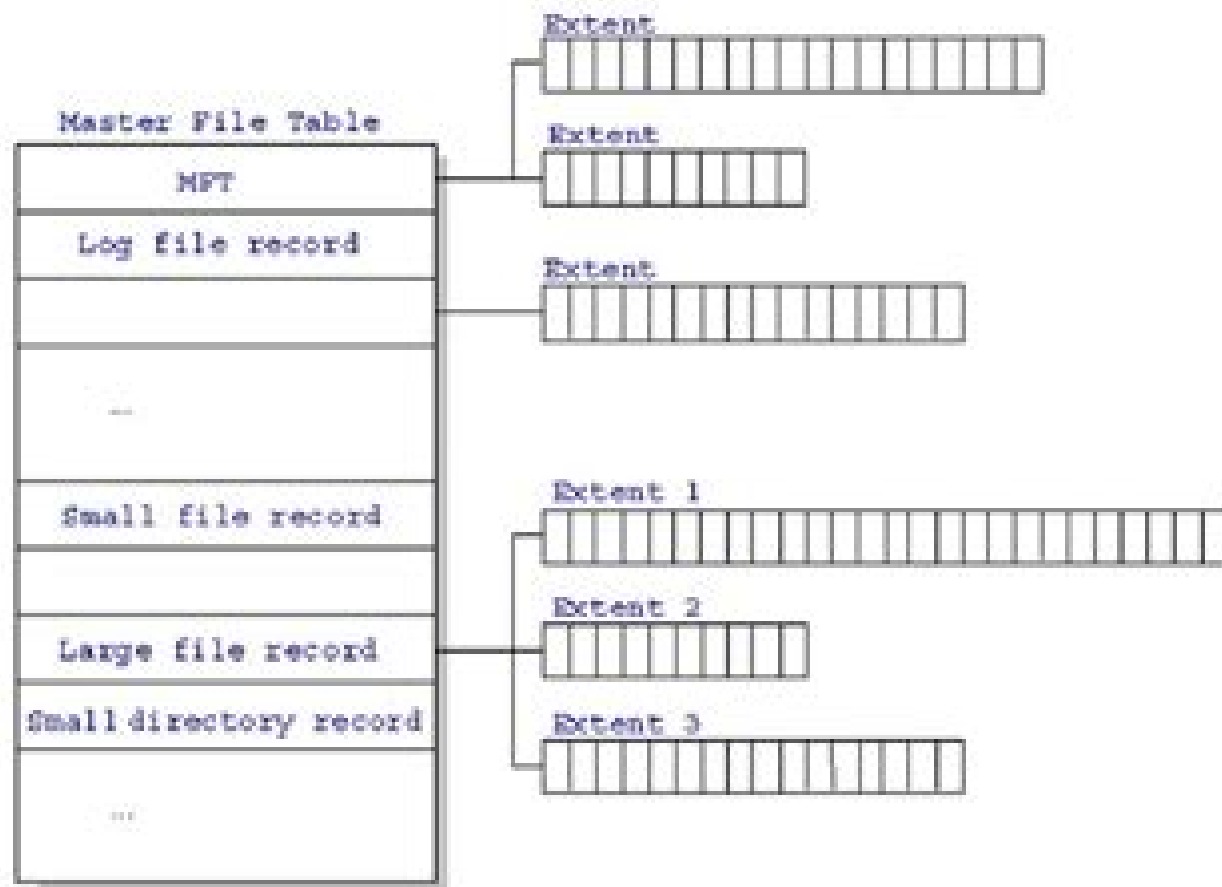 Extent
Master File Table
Extent
MFT
Log file record
Extent
...
Extent 1
Small file record
Extent 2
Large file record
Small directory record
Extent 3
...